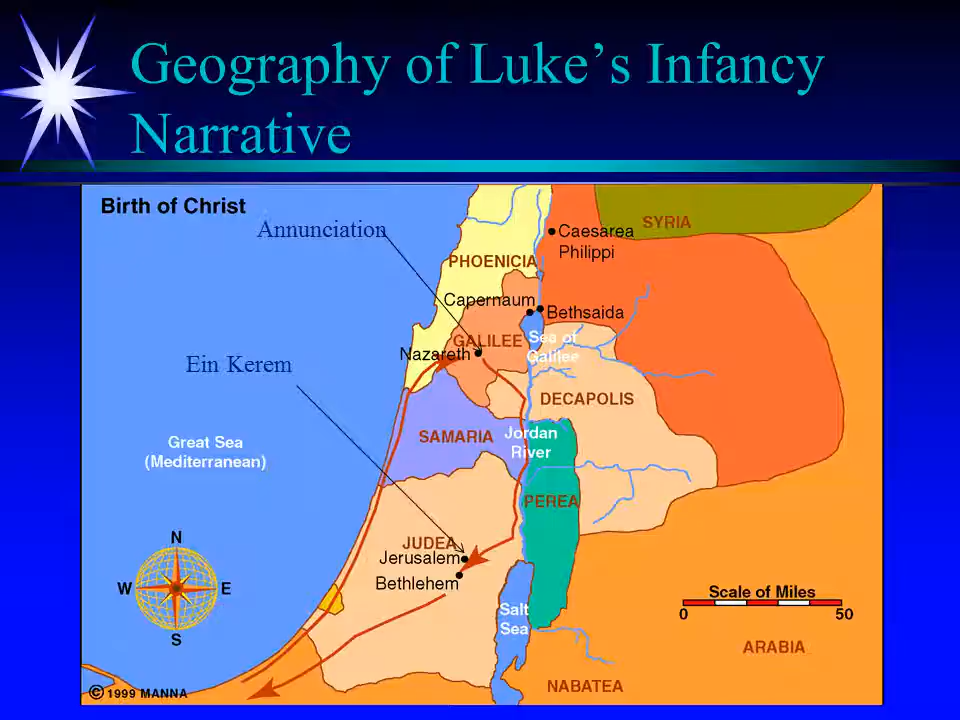 Geography of Luke’s Infancy
Narrative
Birth of Christ
Annunciation
SYRIA
Caesarea
Philippi
PHOENICIA
Capernaum
Bethsaida
GALILEE
Sea of
Galilee
Nazareth
Ein Kerem
DECAPOLIS
SAMARIA
Jordan
River
Great Sea
(Mediterranean)
PEREA
N
W
E
S
JUDEA
Jerusalem
Bethlehem
Salt
Sea
Scale of Miles
0
50
ARABIA
NABATEA
© 1999 MANNA